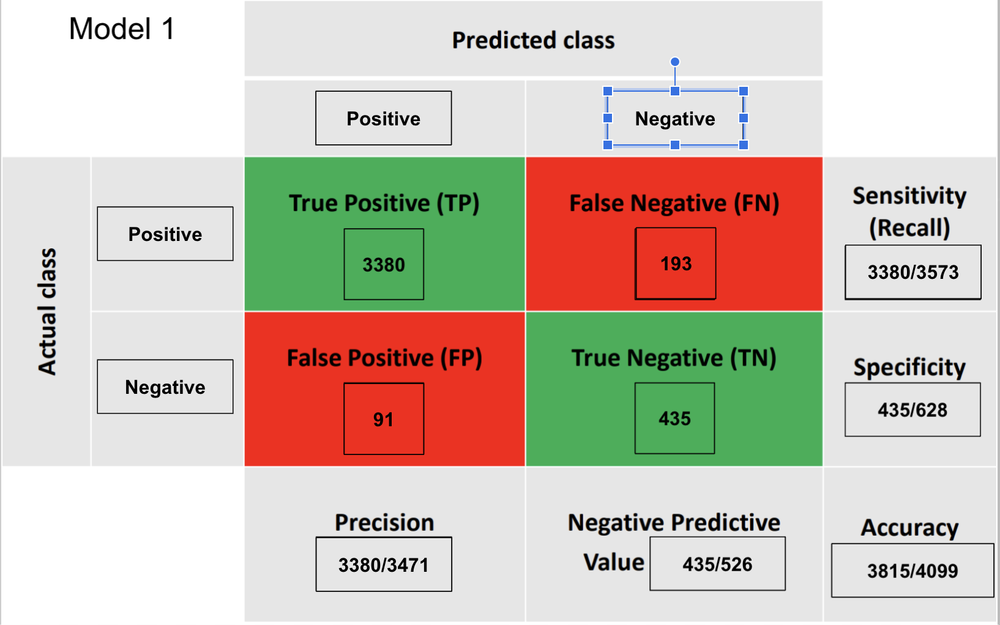 Model 1
Predicted class
Positive
Negative
Actual class
Positive
True Positive (TP)
3380
False Negative (FN)
193
Sensitivity
(Recall)
3380/3573
Negative
False Positive (FP)
91
True Negative (TN)
435
Specificity
435/628
Precision
3380/3471
Negative Predictive
Value 435/526
Accuracy
3815/4099